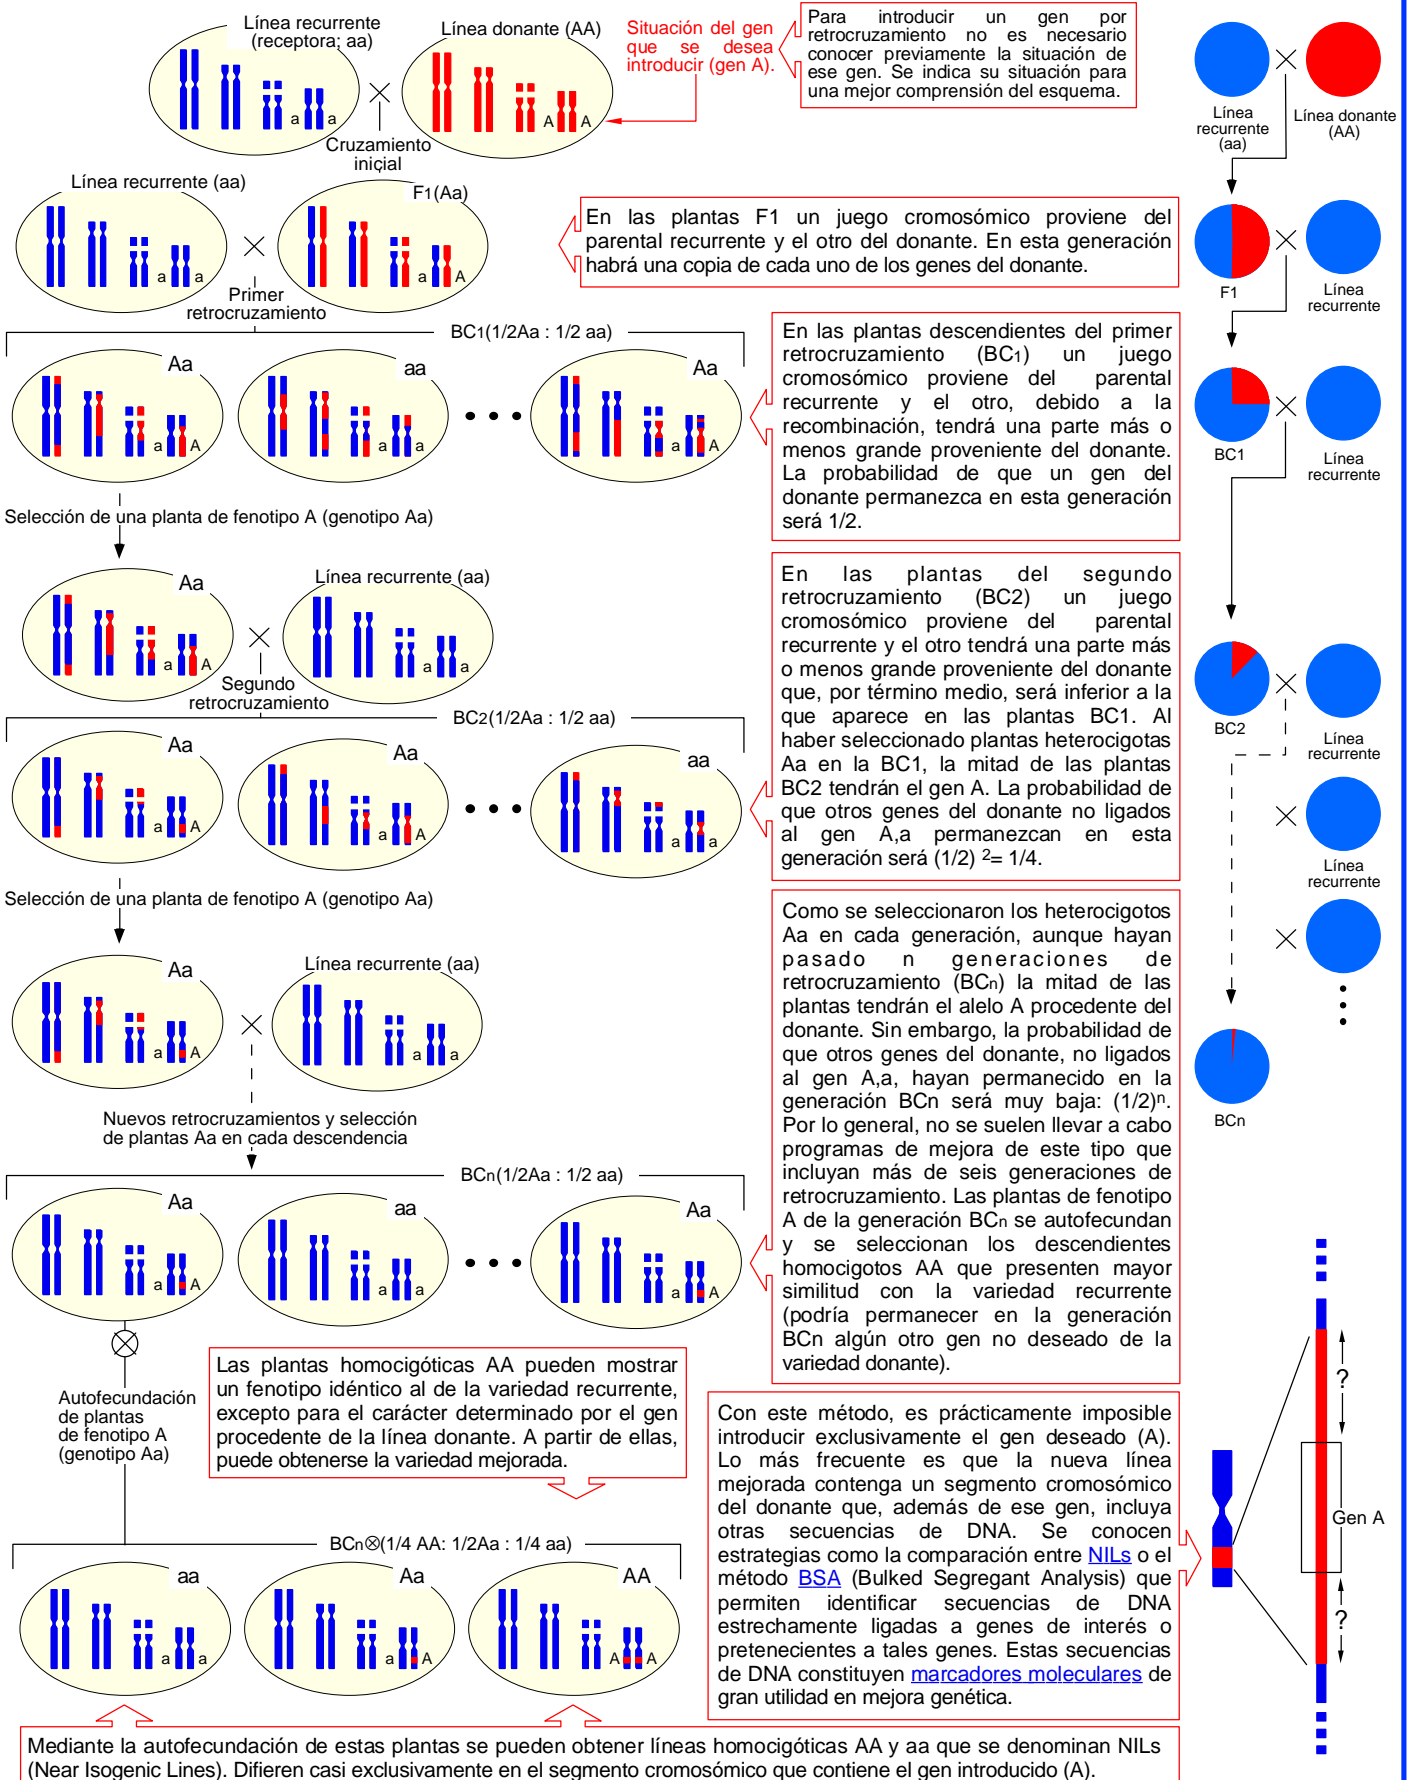 Línea recurrente
(receptora; aa)
Línea donante (AA)
a a
A A
Cruzamiento
inicial
Situación del gen
que se desea
introducir (gen A).
Para introducir un gen por
retrocruzamiento no es necesario
conocer previamente la situación de
ese gen. Se indica su situación para
una mejor comprensión del esquema.
Línea
recurrente
(aa)
Línea donante
(AA)
Línea recurrente (aa)
F1(Aa)
a a
a A
Primer
retrocruzamiento
En las plantas F1 un juego cromosómico proviene del
parental recurrente y el otro del donante. En esta generación
habrá una copia de cada uno de los genes del donante.
F1
Línea
recurrente
BC1(1/2Aa : 1/2 aa)
Aa
aa
Aa
a A
a a
a A
En las plantas descendientes del primer
retrocruzamiento (BC1) un juego
cromosómico proviene del parental
recurrente y el otro, debido a la
recombinación, tendrá una parte más o
menos grande proveniente del donante.
La probabilidad de que un gen del
donante permanezca en esta generación
será 1/2.
BC1
Línea
recurrente
Selección de una planta de fenotipo A (genotipo Aa)
Aa
Línea recurrente (aa)
a A
a a
Segundo
retrocruzamiento
En las plantas del segundo
retrocruzamiento (BC2) un juego
cromosómico proviene del parental
recurrente y el otro tendrá una parte más
o menos grande proveniente del donante
que, por término medio, será inferior a la
que aparece en las plantas BC1. Al
haber seleccionado plantas heterocigotas
Aa en la BC1, la mitad de las plantas
BC2 tendrán el gen A. La probabilidad de
que otros genes del donante no ligados
al gen A,a permanezcan en esta
generación será (1/2) 2= 1/4.
BC2
Línea
recurrente
BC2(1/2Aa : 1/2 aa)
Aa
Aa
aa
a A
a A
a a
Línea
recurrente
Selección de una planta de fenotipo A (genotipo Aa)
Aa
Línea recurrente (aa)
a A
a a
Nuevos retrocruzamientos y selección
de plantas Aa en cada descendencia
Como se seleccionaron los heterocigotos
Aa en cada generación, aunque hayan
pasado n generaciones de
retrocruzamiento (BCn) la mitad de las
plantas tendrán el alelo A procedente del
donante. Sin embargo, la probabilidad de
que otros genes del donante, no ligados
al gen A,a, hayan permanecido en la
generación BCn será muy baja: (1/2)n.
Por lo general, no se suelen llevar a cabo
programas de mejora de este tipo que
incluyan más de seis generaciones de
retrocruzamiento. Las plantas de fenotipo
A de la generación BCn se autofecundan
y se seleccionan los descendientes
homocigotos AA que presenten mayor
similitud con la variedad recurrente
(podría permanecer en la generación
BCn algún otro gen no deseado de la
variedad donante).
BCn
BCn(1/2Aa : 1/2 aa)
Aa
aa
Aa
a A
a a
a A
Autofecundación
de plantas
de fenotipo A
(genotipo Aa)
Las plantas homocigóticas AA pueden mostrar
un fenotipo idéntico al de la variedad recurrente,
excepto para el carácter determinado por el gen
procedente de la línea donante. A partir de ellas,
puede obtenerse la variedad mejorada.
Con este método, es prácticamente imposible
introducir exclusivamente el gen deseado (A).
Lo más frecuente es que la nueva línea
mejorada contenga un segmento cromosómico
del donante que, además de ese gen, incluya
otras secuencias de DNA. Se conocen
estrategias como la comparación entre NILs o el
método BSA (Bulked Segregant Analysis) que
permiten identificar secuencias de DNA
estrechamente ligadas a genes de interés o
pretenecientes a tales genes. Estas secuencias
de DNA constituyen marcadores moleculares de
gran utilidad en mejora genética.
?
Gen A
?
BCn⊗(1/4 AA: 1/2Aa : 1/4 aa)
aa
Aa
AA
a a
a A
A A
Mediante la autofecundación de estas plantas se pueden obtener líneas homocigóticas AA y aa que se denominan NILs
(Near Isogenic Lines). Difieren casi exclusivamente en el segmento cromosómico que contiene el gen introducido (A).